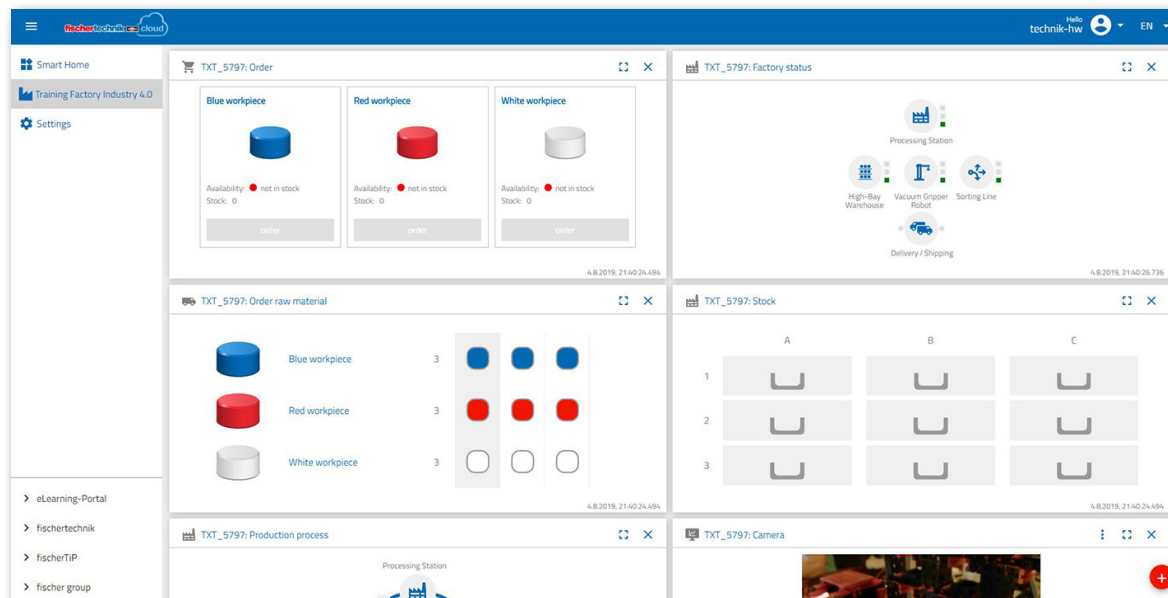 fischertechnik cloud
Hello
technik-hw
EN
Smart Home
Training Factory Industry 4.0
Settings
eLearning-Portal
fischertechnik
fischerTiP
fischer group
TXT_5797: Order
Blue workpiece
Availability: not in stock
Stock: 0
order
Red workpiece
Availability: not in stock
Stock: 0
order
White workpiece
Availability: not in stock
Stock: 0
order
4.8.2019, 21:40:24.494
TXT_5797: Factory status
Processing Station
High-Bay
Warehouse
Vacuum Gripper
Robot
Sorting Line
Delivery / Shipping
4.8.2019, 21:40:26.736
TXT_5797: Order raw material
Blue workpiece 3
Red workpiece 3
White workpiece 3
4.8.2019, 21:40:24.494
TXT_5797: Stock
A B C
1
2
3
4.8.2019, 21:40:24.494
TXT_5797: Production process
Processing Station
TXT_5797: Camera